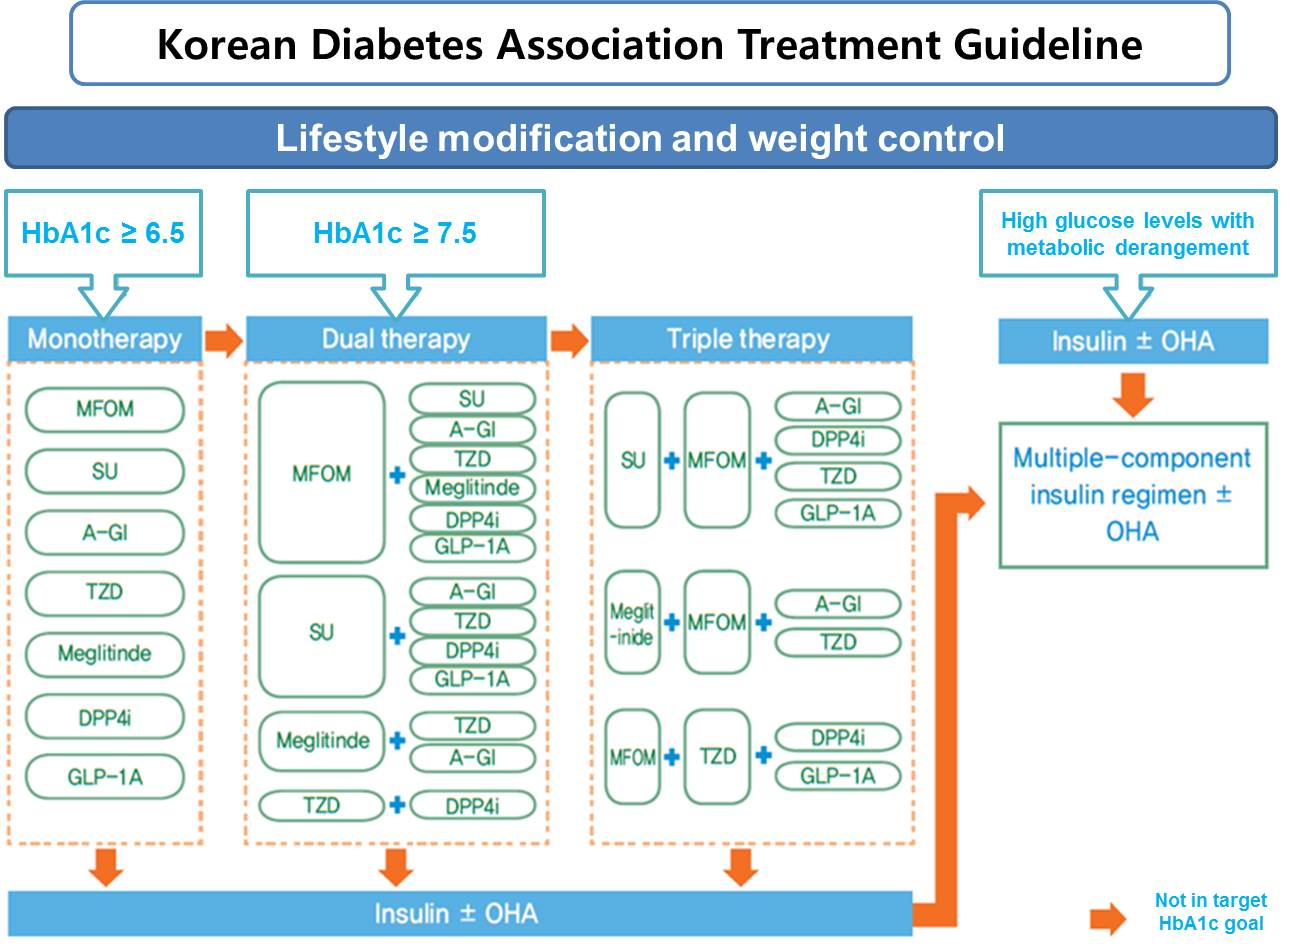 Korean Diabetes Association Treatment Guideline
Lifestyle modification and weight control
HbA1c ≥ 6.5
HbA1c ≥ 7.5
High glucose levels with
metabolic derangement
Monotherapy
MFOM
SU
A-GI
TZD
Meglitinde
DPP4i
GLP-1A
Dual therapy
MFOM
+
SU
A-GI
TZD
Meglitinde
DPP4i
GLP-1A
SU
+
A-GI
TZD
DPP4i
GLP-1A
Meglitinde
+
TZD
A-GI
TZD + DPP4i
Triple therapy
SU + MFOM +
A-GI
DPP4i
TZD
GLP-1A
Meglit
-inide
+ MFOM +
A-GI
TZD
MFOM + TZD +
DPP4i
GLP-1A
Insulin ± OHA
Multiple-component
insulin regimen ±
OHA
Insulin ± OHA
Not in target
HbA1c goal